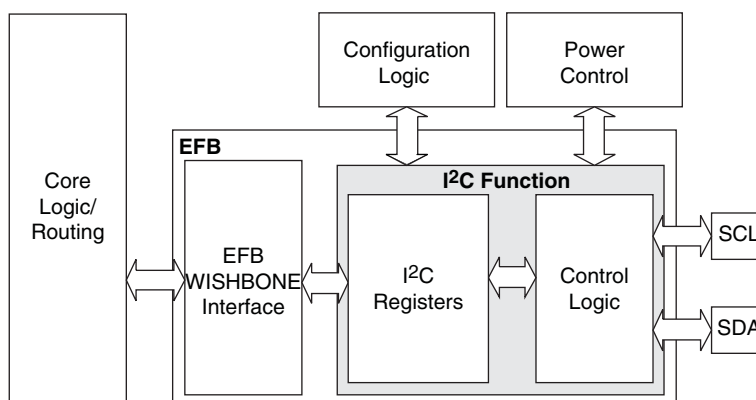 Configuration
Logic
Power
Control
EFB
I²C Function
Core
Logic/
Routing
EFB
WISHBONE
Interface
I²C
Registers
Control
Logic
SCL
SDA